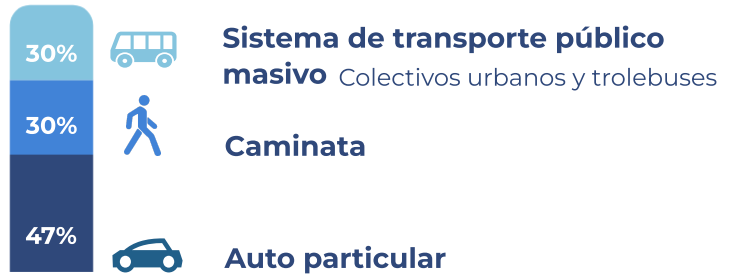 30%
Sistema de transporte público
masivo Colectivos urbanos y trolebuses
30%
Caminata
47%
Auto particular